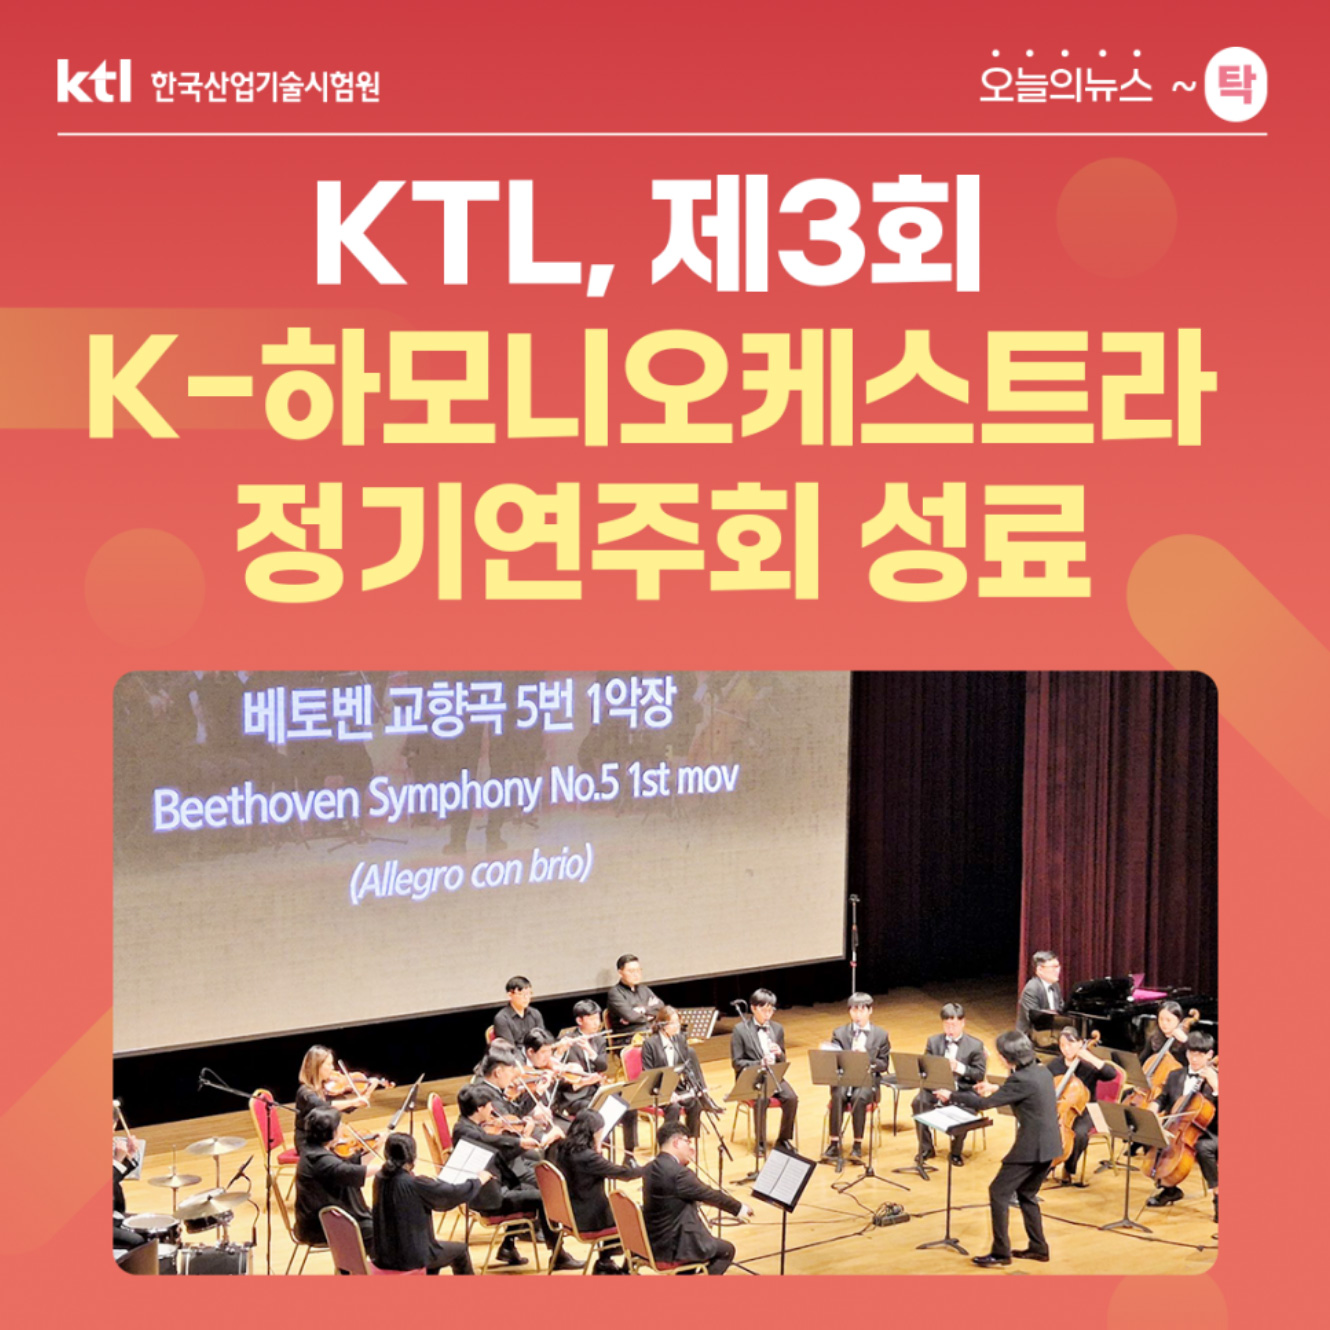 ktl 한국산업기술시험원
오늘의뉴스 ~탁
KTL, 제3회
K-하모니오케스트라
정기연주회 성료
베토벤 교향곡 5번 1악장
Beethoven Symphony No.5 1st mov
(Allegro con brio)